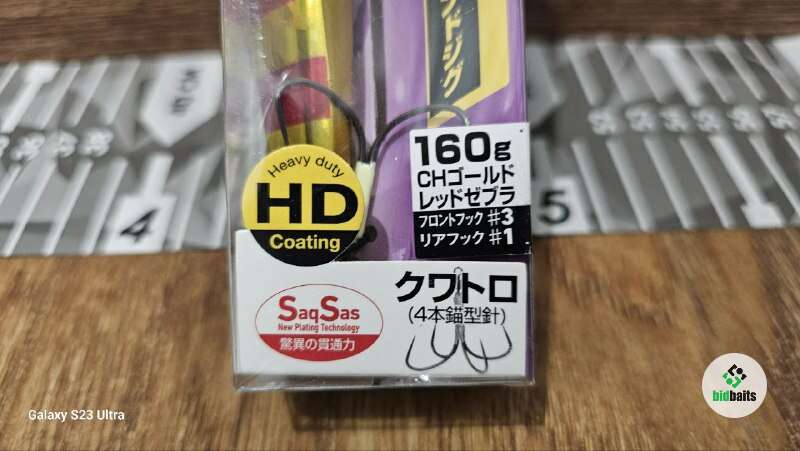 ンドジグ
160g
CHゴールド
レッドゼブラ
フロントフック #3
リアフック #1
Heavy duty
HD
Coating
SaqSas
New Plating Technology
驚異の貫通力
クワトロ
(4本錨型針)
4
5
Galaxy S23 Ultra
bidbaits